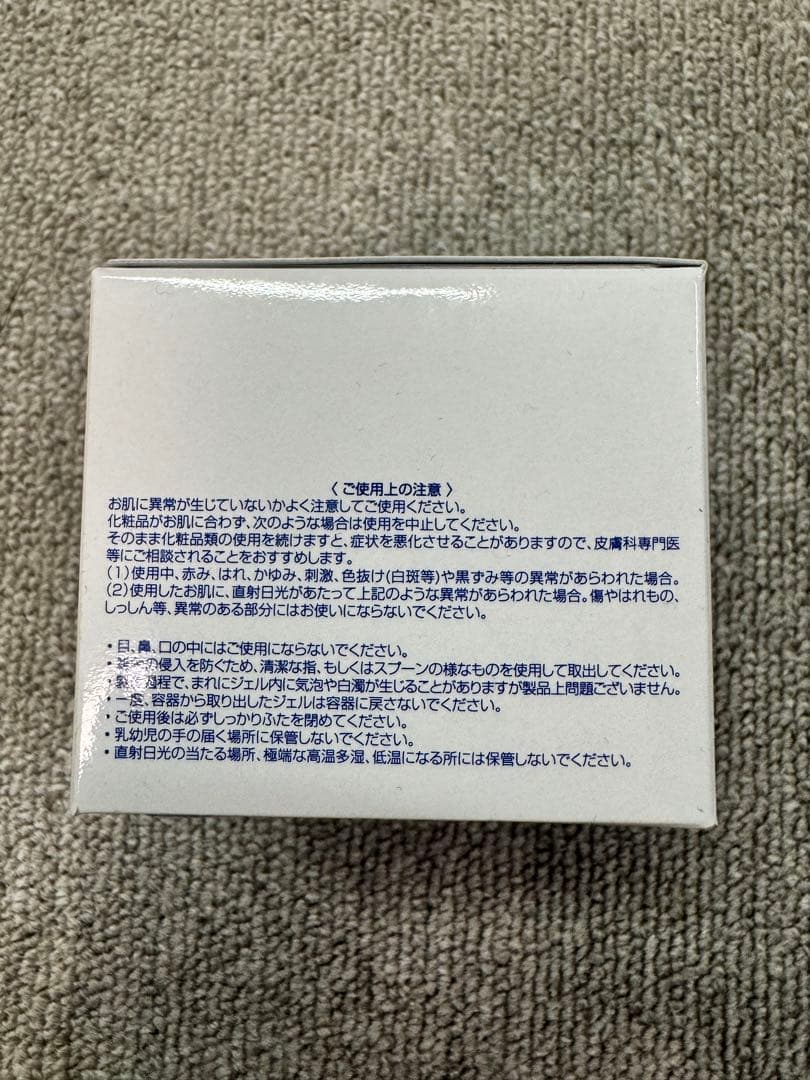 〈 ご使用上の注意 〉
お肌に異常が生じていないかよく注意してご使用ください。
化粧品がお肌に合わず、次のような場合は使用を中止してください。
そのまま化粧品類の使用を続けますと、症状を悪化させることがありますので、皮膚科専門医
等にご相談されることをおすすめします。
(1)使用中、赤み、はれ、かゆみ、刺激、色抜け(白斑等)や黒ずみ等の異常があらわれた場合。
(2)使用したお肌に、直射日光があたって上記のような異常があらわれた場合。傷やはれもの、
しっしん等、異常のある部分にはお使いにならないでください。
・目、鼻、口の中にはご使用にならないでください。
・の侵入を防ぐため、清潔な指、もしくはスプーンの様なものを使用して取出してください。
・過程で、まれにジェル内に気泡や白濁が生じることがありますが製品上問題ございません。
・一度、容器から取り出したジェルは容器に戻さないでください。
・ご使用後は必ずしっかりふたを閉めてください。
・乳幼児の手の届く場所に保管しないでください。
・直射日光の当たる場所、極端な高温多湿、低温になる所には保管しないでください。